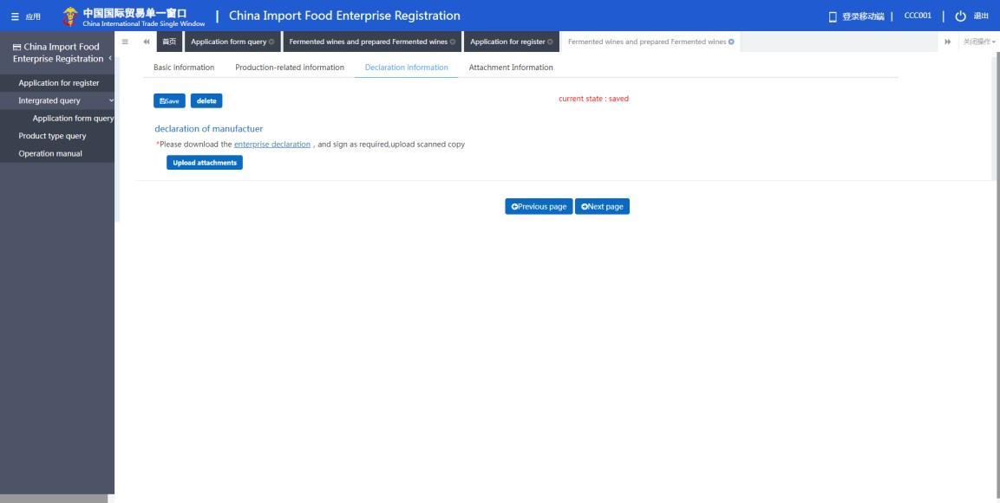 应用
中国国际贸易单一窗口
China International Trade Single Window
China Import Food Enterprise Registration
登录移动端
CCC001
退出
China Import Food
Enterprise Registration
Application for register
Intergrated query
Application form query
Product type query
Operation manual
首页
Application form query
Fermented wines and prepared Fermented wines
Application for register
Fermented wines and prepared Fermented wines
关闭操作
Basic information
Production-related information
Declaration information
Attachment Information
Save
delete
current state : saved
declaration of manufactuer
*Please download the enterprise declaration , and sign as required,upload scanned copy
Upload attachments
Previous page
Next page